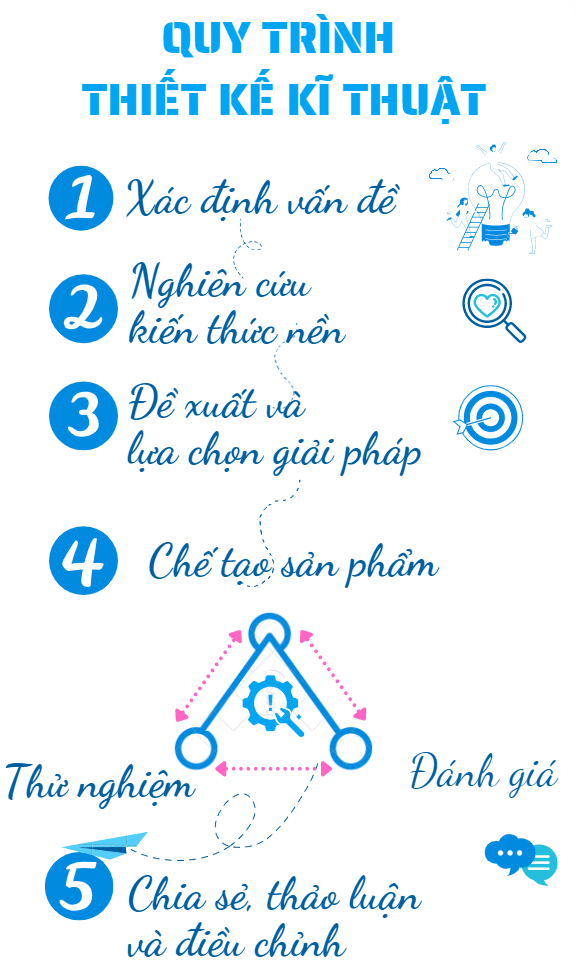 QUY TRÌNH
THIẾT KẾ KĨ THUẬT
1 Xác định vấn đề
2 Nghiên cứu
kiến thức nền
3 Đề xuất và
lựa chọn giải pháp
4 Chế tạo sản phẩm
!
Thử nghiệm
Đánh giá
5 Chia sẻ, thảo luận
và điều chỉnh